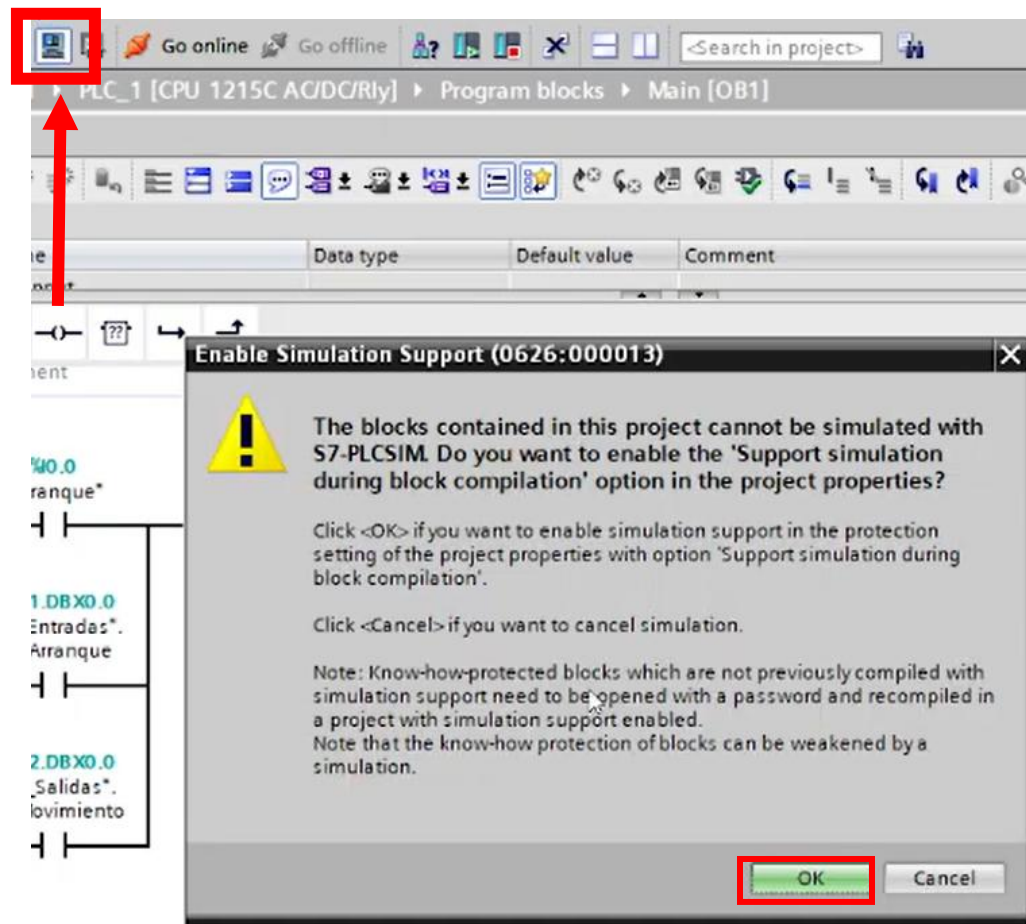 Go online Go offline <Search in project>
PLC_1 [CPU 1215C AC/DC/Rly] Program blocks Main [OB1]
Data type Default value Comment
??
Enable Simulation Support (0626:000013)
The blocks contained in this project cannot be simulated with
S7-PLCSIM. Do you want to enable the 'Support simulation
during block compilation' option in the project properties?
Click <OK> if you want to enable simulation support in the protection
setting of the project properties with option 'Support simulation during
block compilation'.
Click <Cancel> if you want to cancel simulation.
Note: Know-how-protected blocks which are not previously compiled with
simulation support need to be opened with a password and recompiled in
a project with simulation support enabled.
Note that the know-how protection of blocks can be weakened by a
simulation.
OK Cancel
%I0.0
ranque"
1.DBX0.0
Entradas".
Arranque
2.DBX0.0
_Salidas".
ovimiento